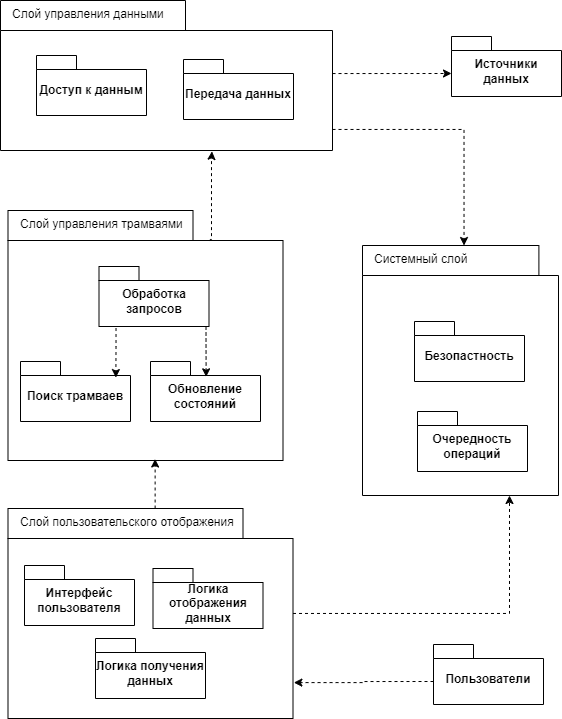 Слой управления данными
Доступ к данным
Передача данных
Источники
данных
Слой управления трамваями
Обработка
запросов
Поиск трамваев
Обновление
состояний
Системный слой
Безопастность
Очередность
операций
Слой пользовательского отображения
Интерфейс
пользователя
Логика
отображения
данных
Логика получения
данных
Пользователи